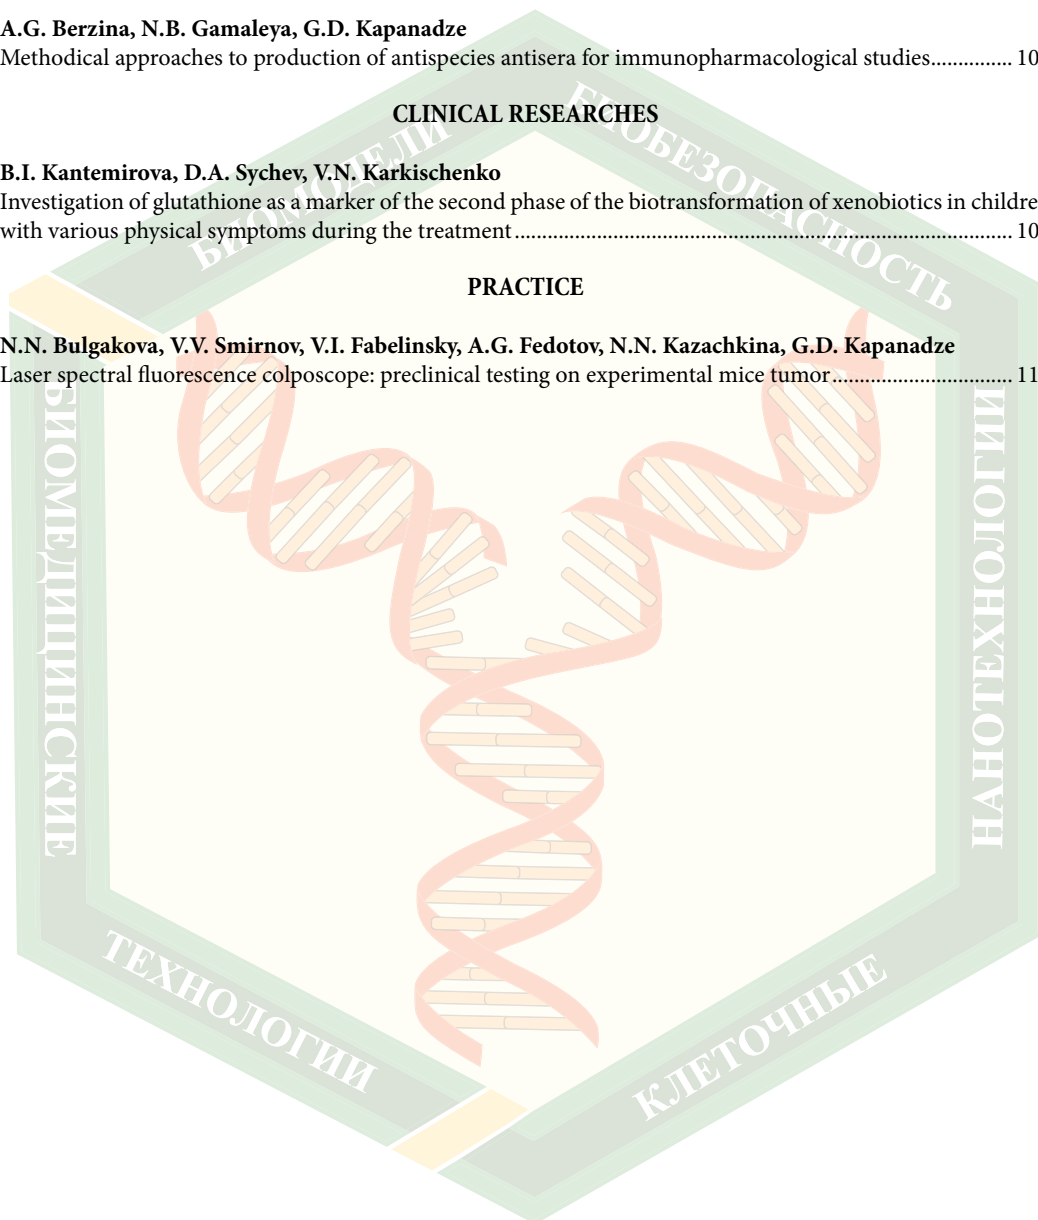 A.G. Berzina, N.B. Gamaleya, G.D. Kapanadze
Methodical approaches to production of antispecies antisera for immunopharmacological studies............... 10
CLINICAL RESEARCHES
B.I. Kantemirova, D.A. Sychev, V.N. Karkischenko
Investigation of glutathione as a marker of the second phase of the biotransformation of xenobiotics in childre
with various physical symptoms during the treatment.................................................................................................... 10
PRACTICE
N.N. Bulgakova, V.V. Smirnov, V.I. Fabelinsky, A.G. Fedotov, N.N. Kazachkina, G.D. Kapanadze
Laser spectral fluorescence colposcope: preclinical testing on experimental mice tumor.................................... 11
БИОМОДЕЛИ
БИОБЕЗОПАСНОСТЬ
БИОМЕДИЦИНСКИЕ
НАНОТЕХНОЛОГИИ
ТЕХНОЛОГИИ
КЛЕТОЧНЫЕ